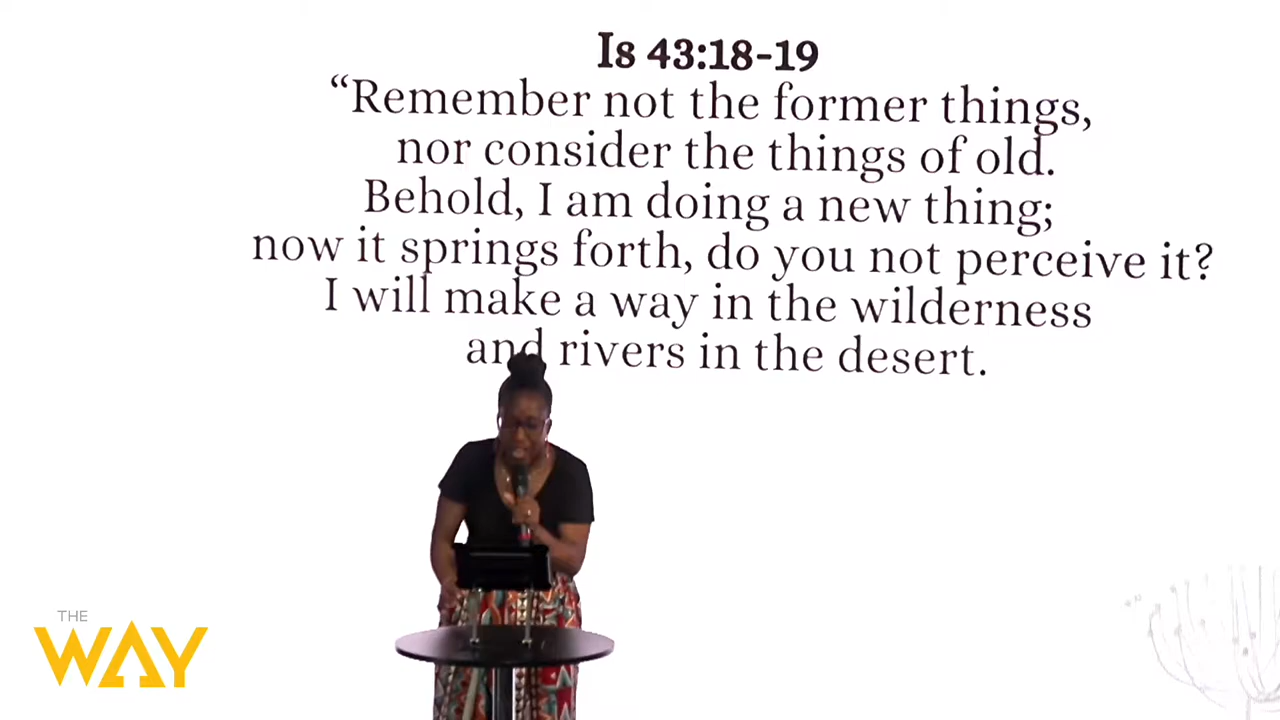 Is 43:18-19
“Remember not the former things,
nor consider the things of old.
Behold, I am doing a new thing;
now it springs forth, do you not perceive it?
I will make a way in the wilderness
and rivers in the desert.
THE
WAY